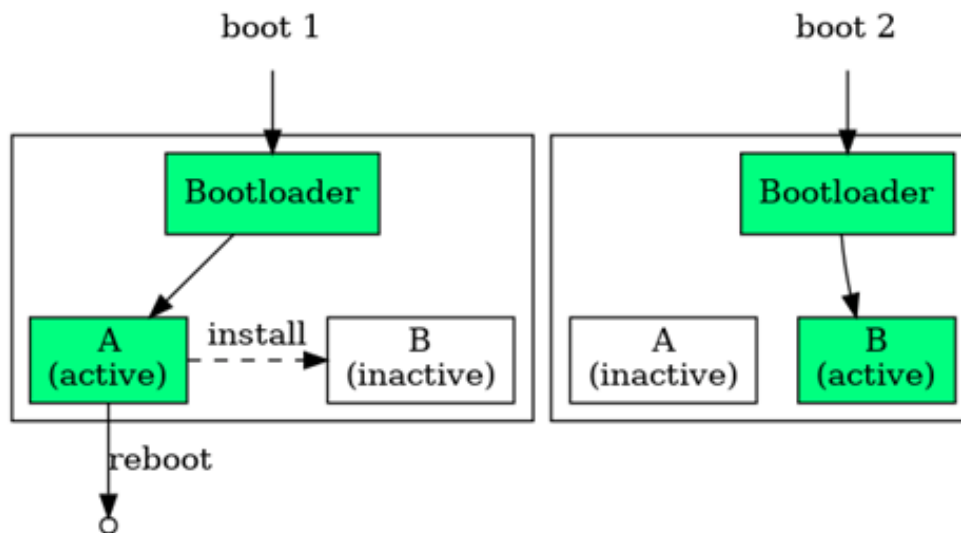 boot 1
boot 2
Bootloader
Bootloader
A
(active)
install
B
(inactive)
A
(inactive)
B
(active)
reboot